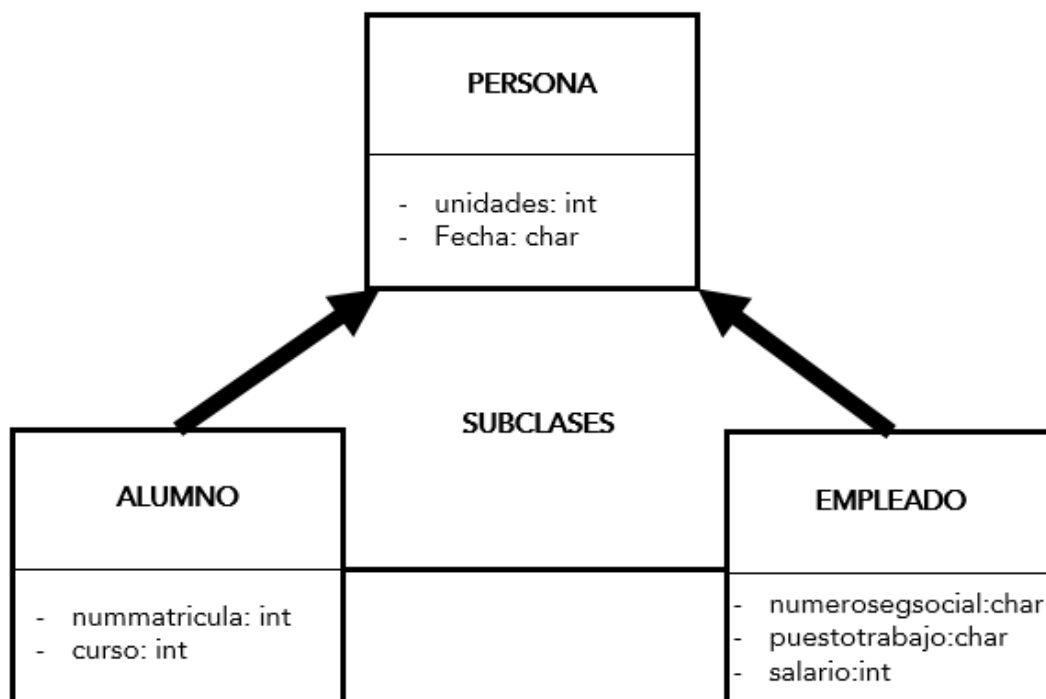 PERSONA
- unidades: int
- Fecha: char
SUBCLASES
ALUMNO
- nummatricula: int
- curso: int
EMPLEADO
- numerosegsocial:char
- puestotrabajo:char
- salario:int